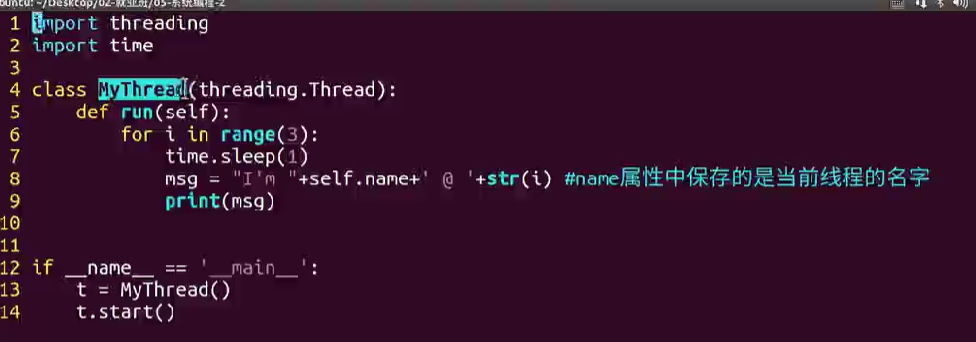 ubuntu: ~/Desktop/02-就业班/05-系统编程-2
1 import threading
2 import time
3
4 class MyThread(threading.Thread):
5     def run(self):
6         for i in range(3):
7             time.sleep(1)
8             msg = "I'm "+self.name+' @ '+str(i) #name属性中保存的是当前线程的名字
9             print(msg)
10
11
12 if __name__ == '__main__':
13     t = MyThread()
14     t.start()